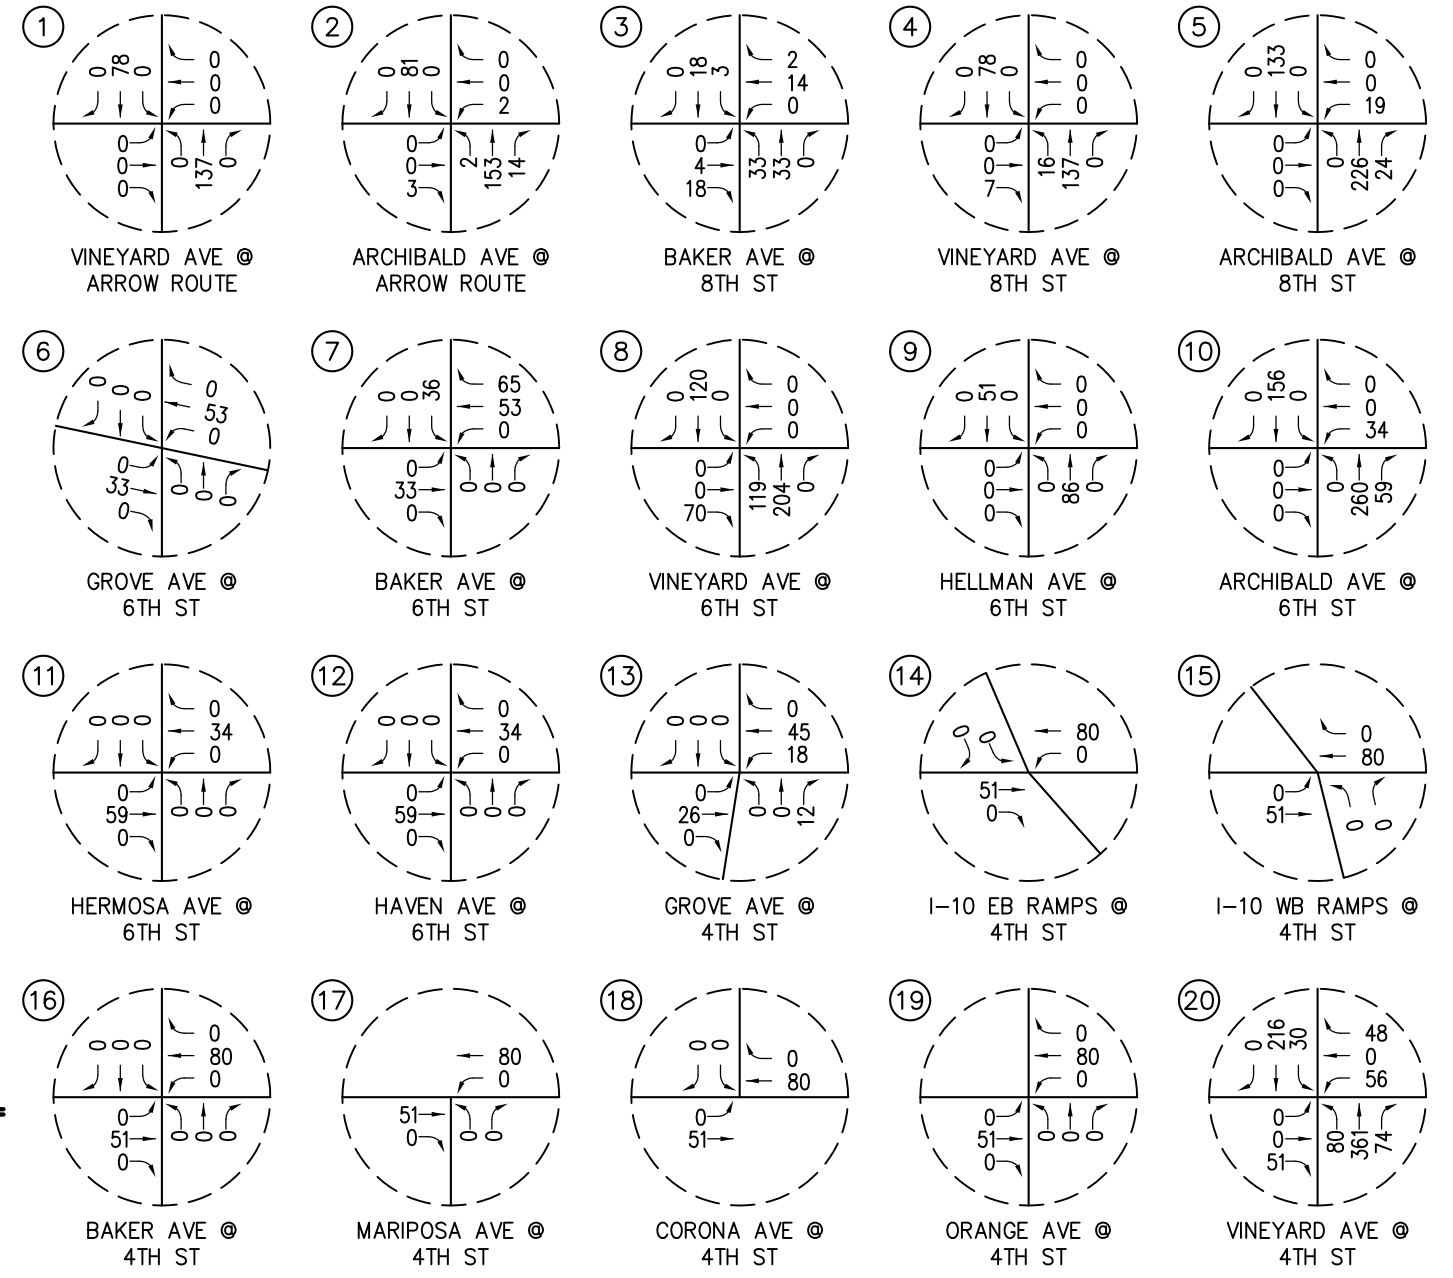 1
0 78 0
0
0
0
0
0
0
0 137 0
VINEYARD AVE @
ARROW ROUTE
2
0 81 0
0
0
2
0
0
3
2 153 14
ARCHIBALD AVE @
ARROW ROUTE
3
0 18 3
2
14
0
0
4
18
33 33 0
BAKER AVE @
8TH ST
4
0 78 0
0
0
0
0
0
7
16 137 0
VINEYARD AVE @
8TH ST
5
0 133 0
0
0
19
0
0
0
0 226 24
ARCHIBALD AVE @
8TH ST
6
0 0 0
0
53
0
0
33
0
0 0 0
GROVE AVE @
6TH ST
7
0 0 36
65
53
0
0
33
0
0 0 0
BAKER AVE @
6TH ST
8
0 120 0
0
0
0
0
0
70
119 204 0
VINEYARD AVE @
6TH ST
9
0 51 0
0
0
0
0
0
0
0 86 0
HELLMAN AVE @
6TH ST
10
0 156 0
0
0
34
0
0
0
0 260 59
ARCHIBALD AVE @
6TH ST
11
0 0 0
0
34
0
0
59
0
0 0 0
HERMOSA AVE @
6TH ST
12
0 0 0
0
34
0
0
59
0
0 0 0
HAVEN AVE @
6TH ST
13
0 0 0
0
45
18
0
26
0
0 0 12
GROVE AVE @
4TH ST
14
0 0
80
0
51
0
I-10 EB RAMPS @
4TH ST
15
0
80
0
51
0 0
I-10 WB RAMPS @
4TH ST
16
0 0 0
0
80
0
0
51
0
0 0 0
BAKER AVE @
4TH ST
17
80
0
51
0
0 0
MARIPOSA AVE @
4TH ST
18
0 0
0
80
0
51
CORONA AVE @
4TH ST
19
0
80
0
0
51
0
0 0 0
ORANGE AVE @
4TH ST
20
0 216 30
48
0
56
0
0
51
80 361 74
VINEYARD AVE @
4TH ST